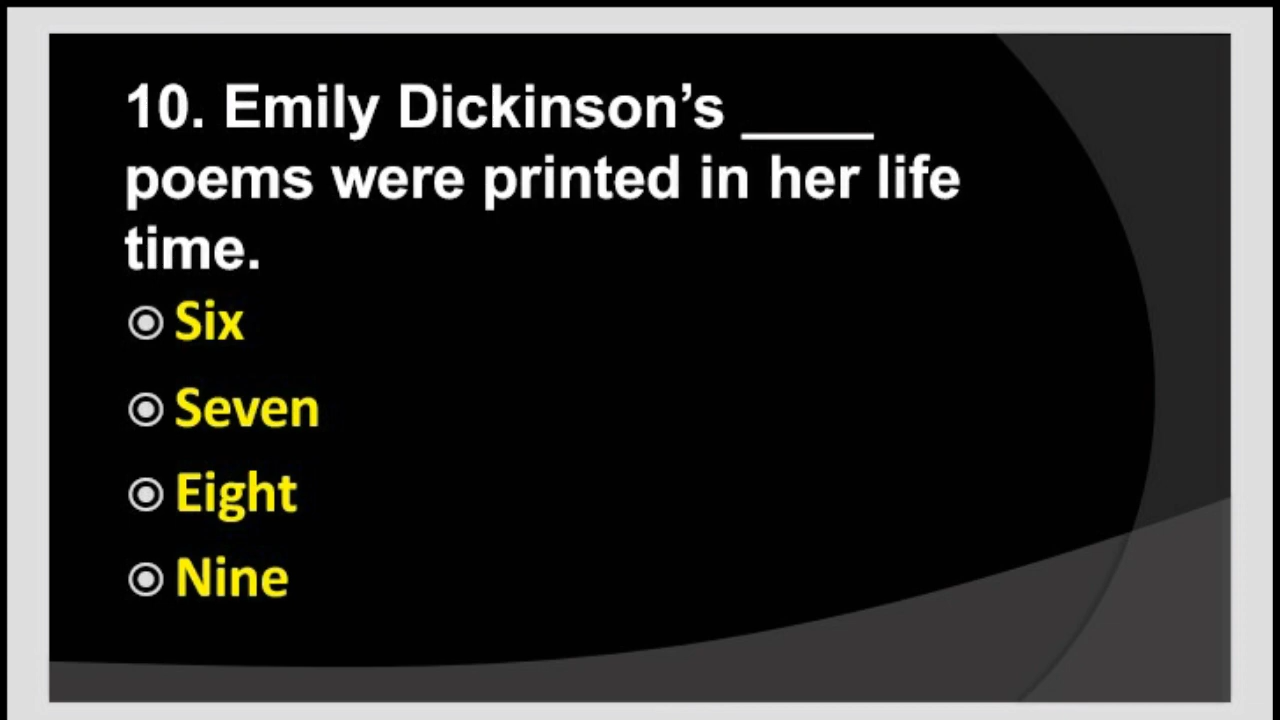 10. Emily Dickinson’s ____
poems were printed in her life
time.
Six
Seven
Eight
Nine